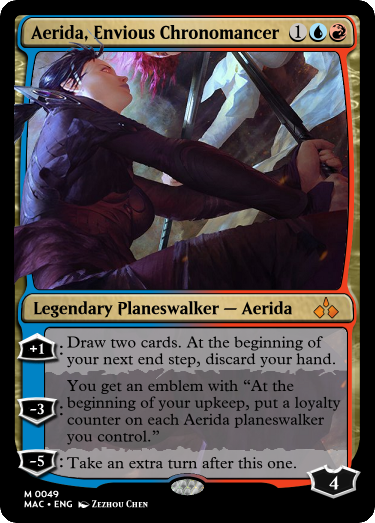 Aerida, Envious Chronomancer 1
Legendary Planeswalker — Aerida
+1: Draw two cards. At the beginning of
your next end step, discard your hand.
-3: You get an emblem with “At the
beginning of your upkeep, put a loyalty
counter on each Aerida planeswalker
you control.”
-5: Take an extra turn after this one.
4
M 0049
MAC • ENG Zezhou Chen